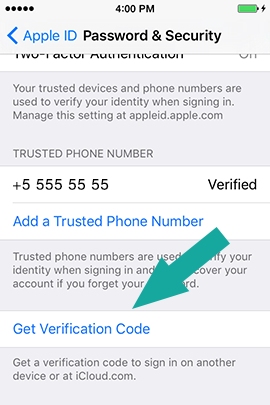 4:00 PM
Apple ID Password & Security
Two-Factor Authentication On
Your trusted devices and phone numbers are
used to verify your identity when signing in.
Manage this setting at appleid.apple.com
TRUSTED PHONE NUMBER
+5 555 55 55 Verified
Add a Trusted Phone Number
Trusted phone numbers are used verify your
identity when signing in and cover your
account if you forget your rd.
Get Verification Code
Get a verification code to sign in on another
device or at iCloud.com.